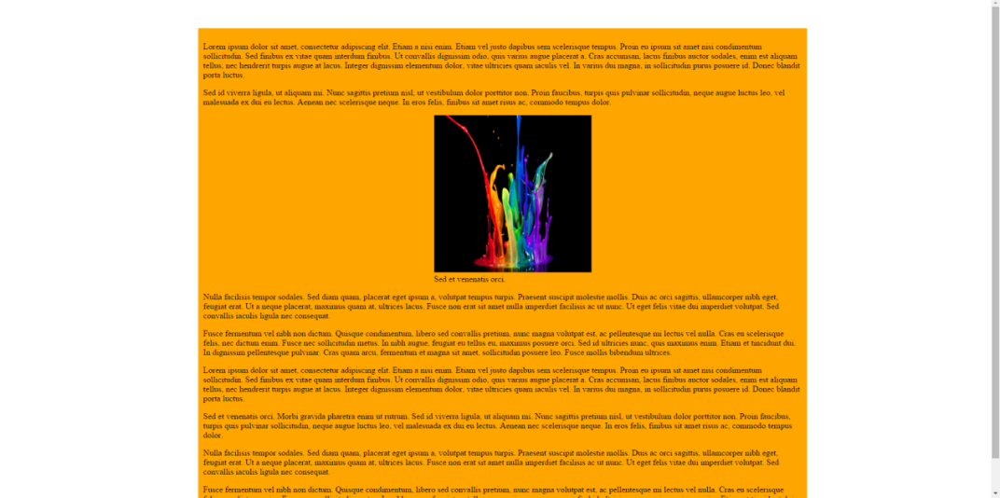 Lorem ipsum dolor sit amet, consectetur adipiscing elit. Etiam a nisi enim. Etiam vel justo dapibus sem scelerisque tempus. Proin eu ipsum sit amet nisi condimentum
sollicitudin. Sed finibus ex vitae quam interdum finibus. Ut convallis dignissim odio, quis varius augue placerat a. Cras accumsan, lacus finibus auctor sodales, enim est aliquam
tellus, nec hendrerit turpis augue at lacus. Integer dignissim elementum dolor, vitae ultricies quam iaculis vel. In varius dui magna, in sollicitudin purus posuere id. Donec blandit
porta luctus.
Sed id viverra ligula, ut aliquam mi. Nunc sagittis pretium nisl, ut vestibulum dolor porttitor non. Proin faucibus, turpis quis pulvinar sollicitudin, neque augue luctus leo, vel
malesuada ex dui eu lectus. Aenean nec scelerisque neque. In eros felis, finibus sit amet risus ac, commodo tempus dolor.
Sed et venenatis orci.
Nulla facilisis tempor sodales. Sed diam quam, placerat eget ipsum a, volutpat tempus turpis. Praesent suscipit molestie mollis. Duis ac orci sagittis, ullamcorper nibh eget,
feugiat erat. Ut a neque placerat, maximus quam at, ultrices lacus. Fusce non erat sit amet nulla imperdiet facilisis ac ut nunc. Ut eget felis vitae dui imperdiet volutpat. Sed
convallis iaculis ligula nec consequat.
Fusce fermentum vel nibh non dictum. Quisque condimentum, libero sed convallis pretium, nunc magna volutpat est, ac pellentesque mi lectus vel nulla. Cras eu scelerisque
felis, nec dictum enim. Fusce nec sollicitudin metus. In nibh augue, feugiat eu tellus eu, maximus posuere orci. Sed id ultricies nunc, quis maximus enim. Etiam et tincidunt dui.
In dignissim pellentesque pulvinar. Cras quam arcu, fermentum et magna sit amet, sollicitudin posuere leo. Fusce mollis bibendum ultrices.
Lorem ipsum dolor sit amet, consectetur adipiscing elit. Etiam a nisi enim. Etiam vel justo dapibus sem scelerisque tempus. Proin eu ipsum sit amet nisi condimentum
sollicitudin. Sed finibus ex vitae quam interdum finibus. Ut convallis dignissim odio, quis varius augue placerat a. Cras accumsan, lacus finibus auctor sodales, enim est aliquam
tellus, nec hendrerit turpis augue at lacus. Integer dignissim elementum dolor, vitae ultricies quam iaculis vel. In varius dui magna, in sollicitudin purus posuere id. Donec blandit
porta luctus.
Sed et venenatis orci. Morbi gravida pharetra enim ut rutrum. Sed id viverra ligula, ut aliquam mi. Nunc sagittis pretium nisl, ut vestibulum dolor porttitor non. Proin faucibus,
turpis quis pulvinar sollicitudin, neque augue luctus leo, vel malesuada ex dui eu lectus. Aenean nec scelerisque neque. In eros felis, finibus sit amet risus ac, commodo tempus
dolor.
Nulla facilisis tempor sodales. Sed diam quam, placerat eget ipsum a, volutpat tempus turpis. Praesent suscipit molestie mollis. Duis ac orci sagittis, ullamcorper nibh eget,
feugiat erat. Ut a neque placerat, maximus quam at, ultrices lacus. Fusce non erat sit amet nulla imperdiet facilisis ac ut nunc. Ut eget felis vitae dui imperdiet volutpat. Sed
convallis iaculis ligula nec consequat.
Fusce fermentum vel nibh non dictum. Quisque condimentum, libero sed convallis pretium, nunc magna volutpat est, ac pellentesque mi lectus vel nulla. Cras eu scelerisque